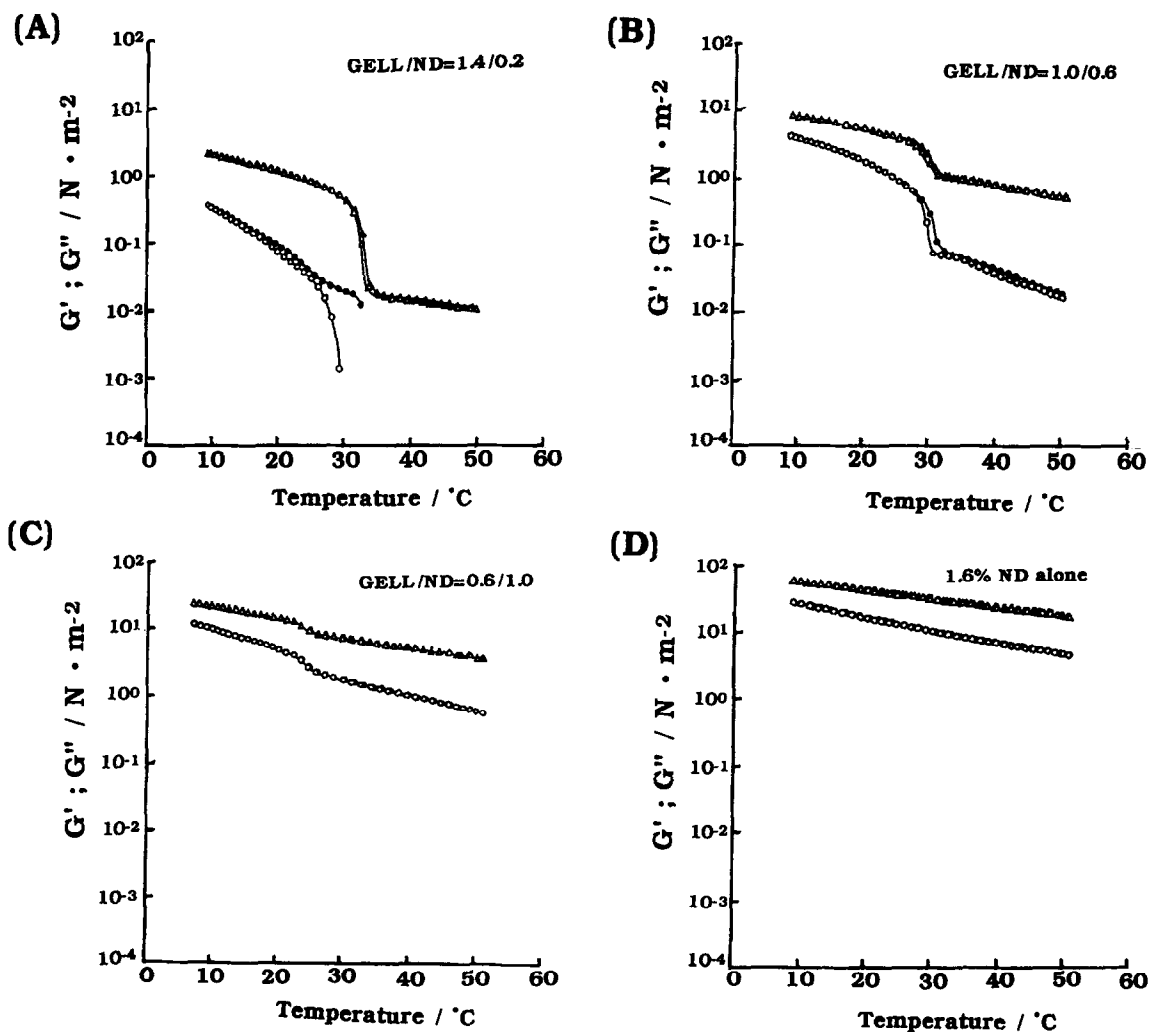 (A)
GELL/ND=1.4/0.2
G' ; G" / N • m-2
10²
10¹
10⁰
10-1
10-2
10-3
10-4
0 10 20 30 40 50 60
Temperature / °C
(B)
GELL/ND=1.0/0.6
G' ; G" / N • m-2
10²
10¹
10⁰
10-1
10-2
10-3
10-4
0 10 20 30 40 50 60
Temperature / °C
(C)
GELL/ND=0.6/1.0
G' ; G" / N • m-2
10²
10¹
10⁰
10-1
10-2
10-3
10-4
0 10 20 30 40 50 60
Temperature / °C
(D)
1.6% ND alone
G' ; G" / N • m-2
10²
10¹
10⁰
10-1
10-2
10-3
10-4
0 10 20 30 40 50 60
Temperature / °C